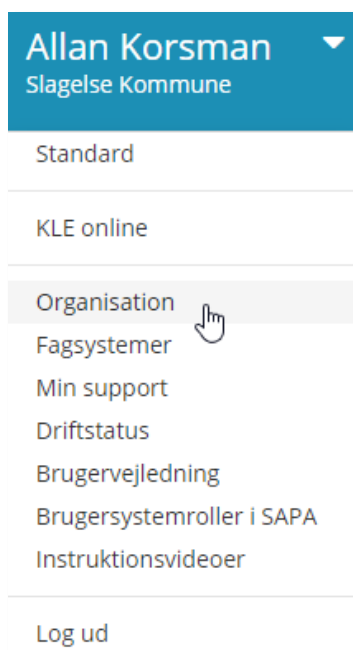 Allan Korsman
Slagelse Kommune
Standard
KLE online
Organisation
Fagsystemer
Min support
Driftstatus
Brugervejledning
Brugersystemroller i SAPA
Instruktionsvideoer
Log ud